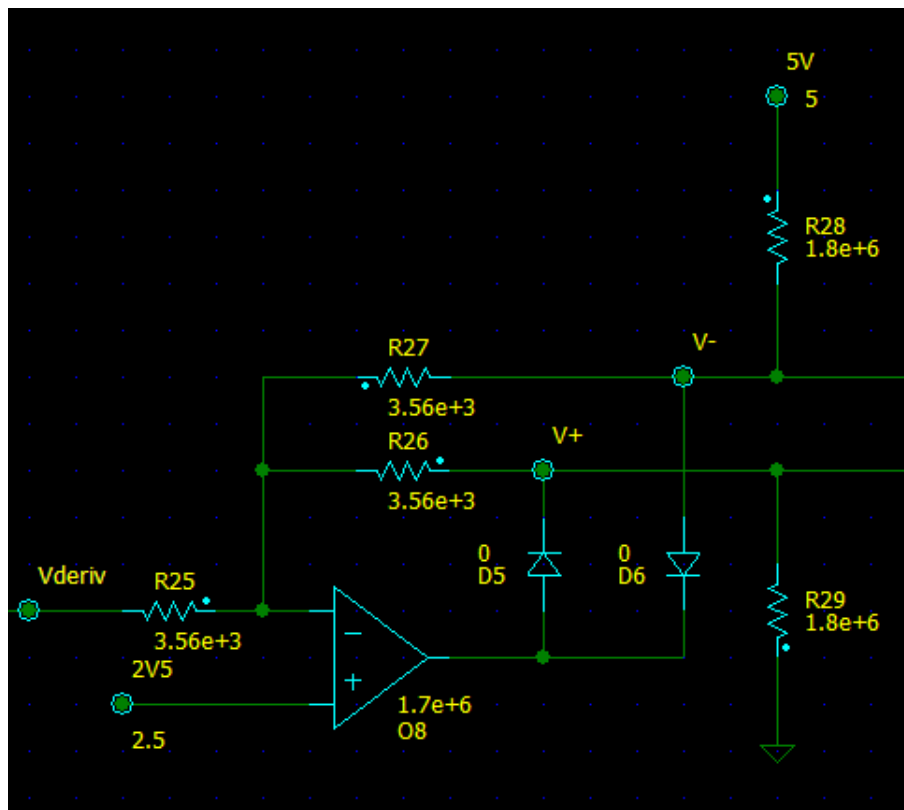 5V
5
R28
1.8e+6
V-
R27
3.56e+3
V+
R26
3.56e+3
0
D5
0
D6
Vderiv
R25
3.56e+3
R29
1.8e+6
2V5
2.5
−
+
1.7e+6
O8